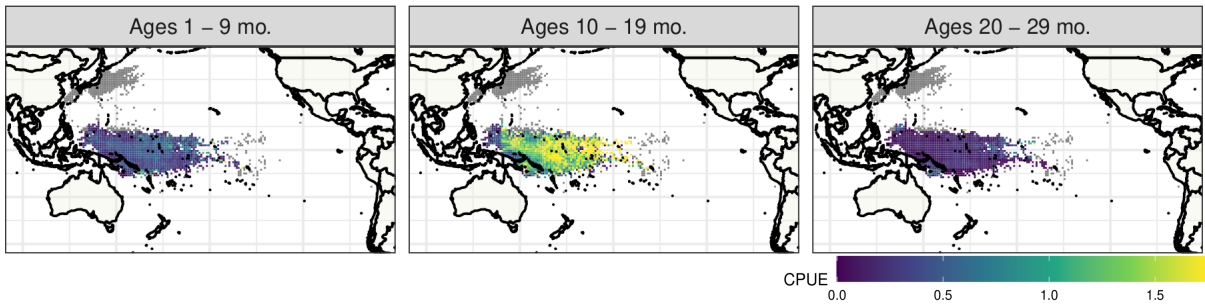 Ages 1 – 9 mo.
Ages 10 – 19 mo.
Ages 20 – 29 mo.
CPUE
0.0 0.5 1.0 1.5